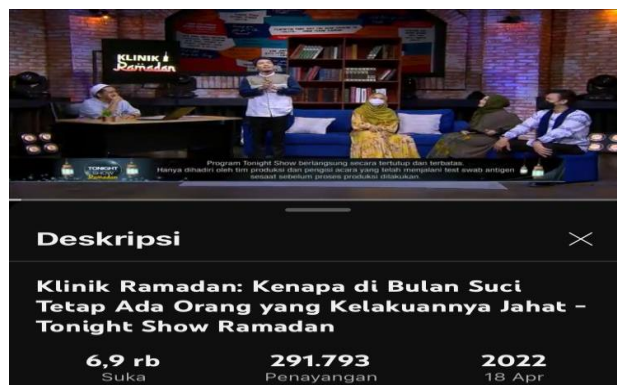 KLINIK
Ramadan
TONIGHT
SHOW
Ramadan
Program Tonight Show berlangsung secara tertutup dan terbatas.
Hanya dihadiri oleh tim produksi dan pengisi acara yang telah menjalani test swab antigen
sesaat sebelum proses produksi dilakukan.
Deskripsi
Klinik Ramadan: Kenapa di Bulan Suci
Tetap Ada Orang yang Kelakuannya Jahat –
Tonight Show Ramadan
6,9 rb 291.793 2022
Suka Penayangan 18 Apr